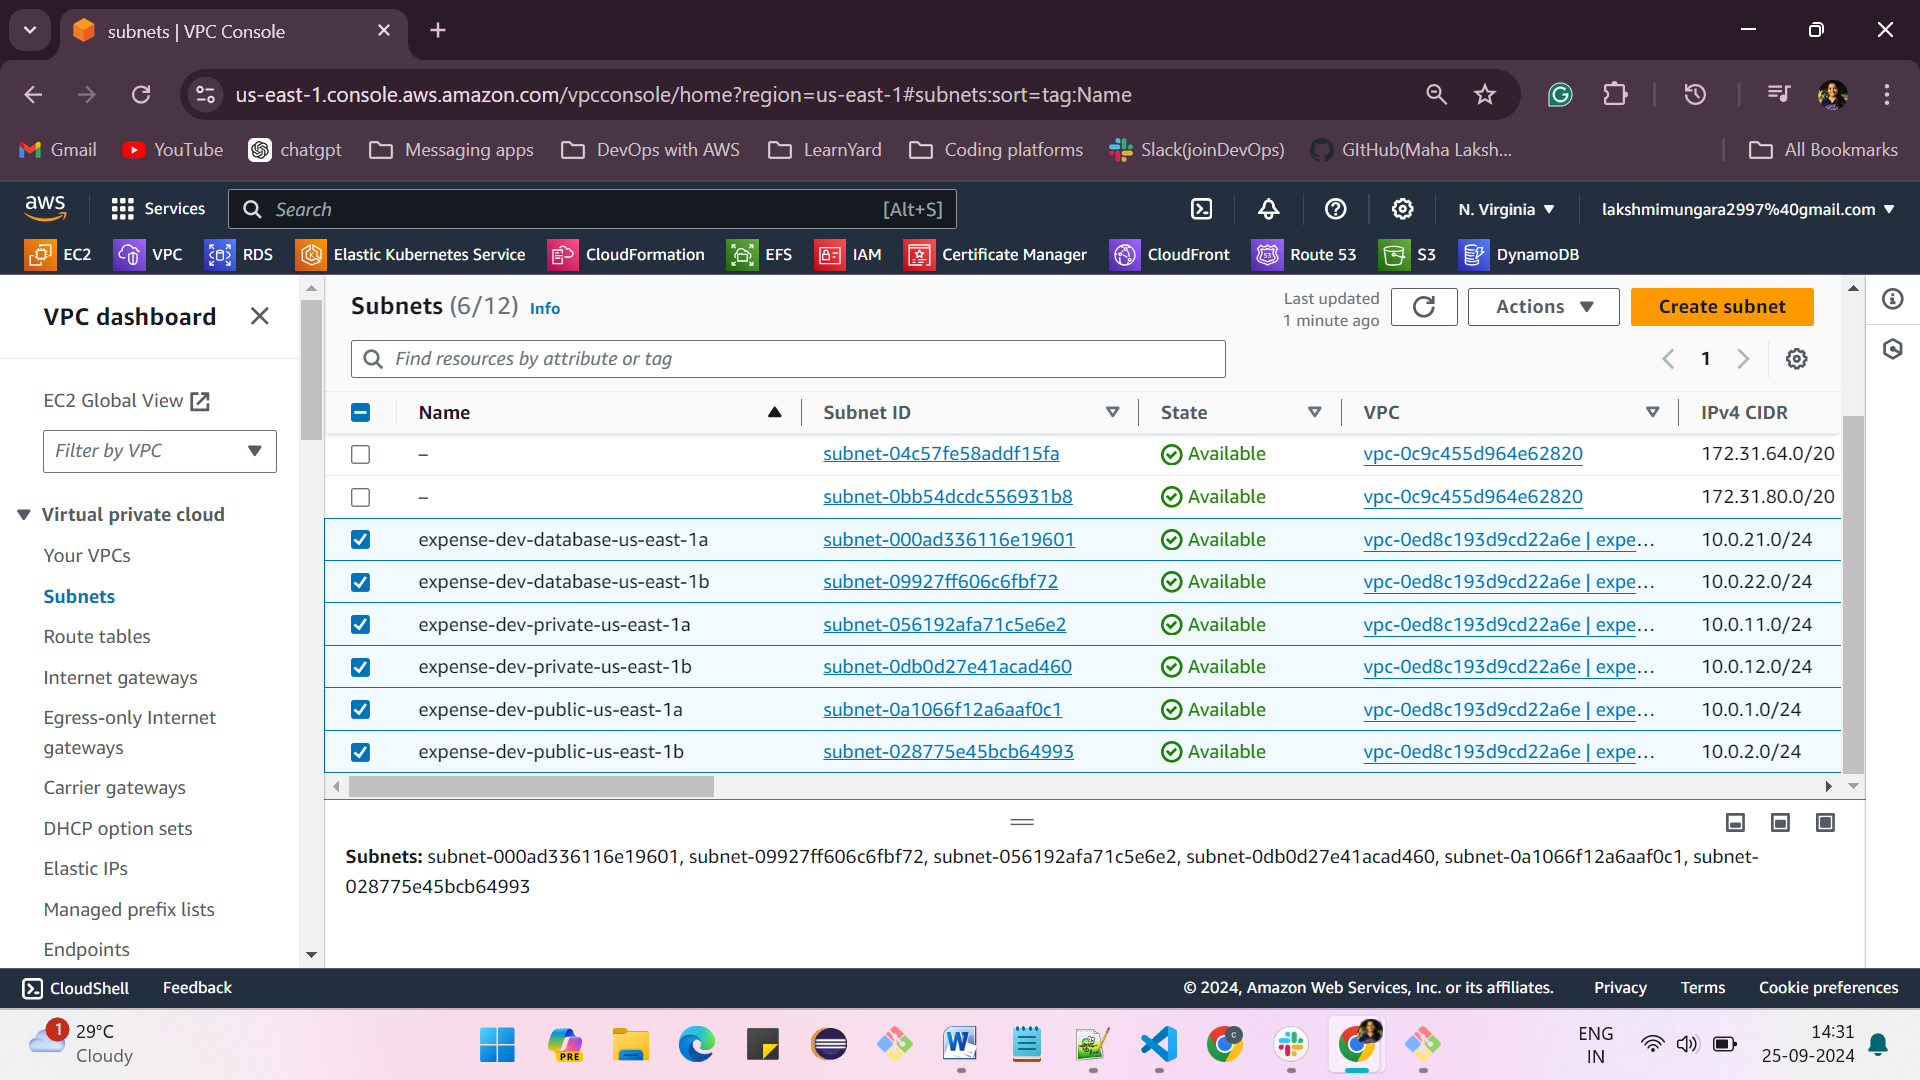 subnets | VPC Console
us-east-1.console.aws.amazon.com/vpcconsole/home?region=us-east-1#subnets:sort=tag:Name
Gmail YouTube chatgpt Messaging apps DevOps with AWS LearnYard Coding platforms Slack(joinDevOps) GItHub(Maha Laksh... All Bookmarks
aws Services Search [Alt+S] N. Virginia lakshmimungara2997%40gmail.com
EC2 VPC RDS Elastic Kubernetes Service CloudFormation EFS IAM Certificate Manager CloudFront Route 53 S3 DynamoDB
VPC dashboard
EC2 Global View
Filter by VPC
Virtual private cloud
Your VPCs
Subnets
Route tables
Internet gateways
Egress-only Internet
gateways
Carrier gateways
DHCP option sets
Elastic IPs
Managed prefix lists
Endpoints
Subnets (6/12) Info
Last updated
1 minute ago
Actions
Create subnet
Find resources by attribute or tag
1
Name Subnet ID State VPC IPv4 CIDR
– subnet-04c57fe58addf15fa Available vpc-0c9c455d964e62820 172.31.64.0/20
– subnet-0bb54dcdc556931b8 Available vpc-0c9c455d964e62820 172.31.80.0/20
expense-dev-database-us-east-1a subnet-000ad336116e19601 Available vpc-0ed8c193d9cd22a6e | expe... 10.0.21.0/24
expense-dev-database-us-east-1b subnet-09927ff606c6fbf72 Available vpc-0ed8c193d9cd22a6e | expe... 10.0.22.0/24
expense-dev-private-us-east-1a subnet-056192afa71c5e6e2 Available vpc-0ed8c193d9cd22a6e | expe... 10.0.11.0/24
expense-dev-private-us-east-1b subnet-0db0d27e41acad460 Available vpc-0ed8c193d9cd22a6e | expe... 10.0.12.0/24
expense-dev-public-us-east-1a subnet-0a1066f12a6aaf0c1 Available vpc-0ed8c193d9cd22a6e | expe... 10.0.1.0/24
expense-dev-public-us-east-1b subnet-028775e45bcb64993 Available vpc-0ed8c193d9cd22a6e | expe... 10.0.2.0/24
Subnets: subnet-000ad336116e19601, subnet-09927ff606c6fbf72, subnet-056192afa71c5e6e2, subnet-0db0d27e41acad460, subnet-0a1066f12a6aaf0c1, subnet-
028775e45bcb64993
CloudShell Feedback © 2024, Amazon Web Services, Inc. or its affiliates. Privacy Terms Cookie preferences
1
29°C
Cloudy
PRE
ENG
IN
14:31
25-09-2024